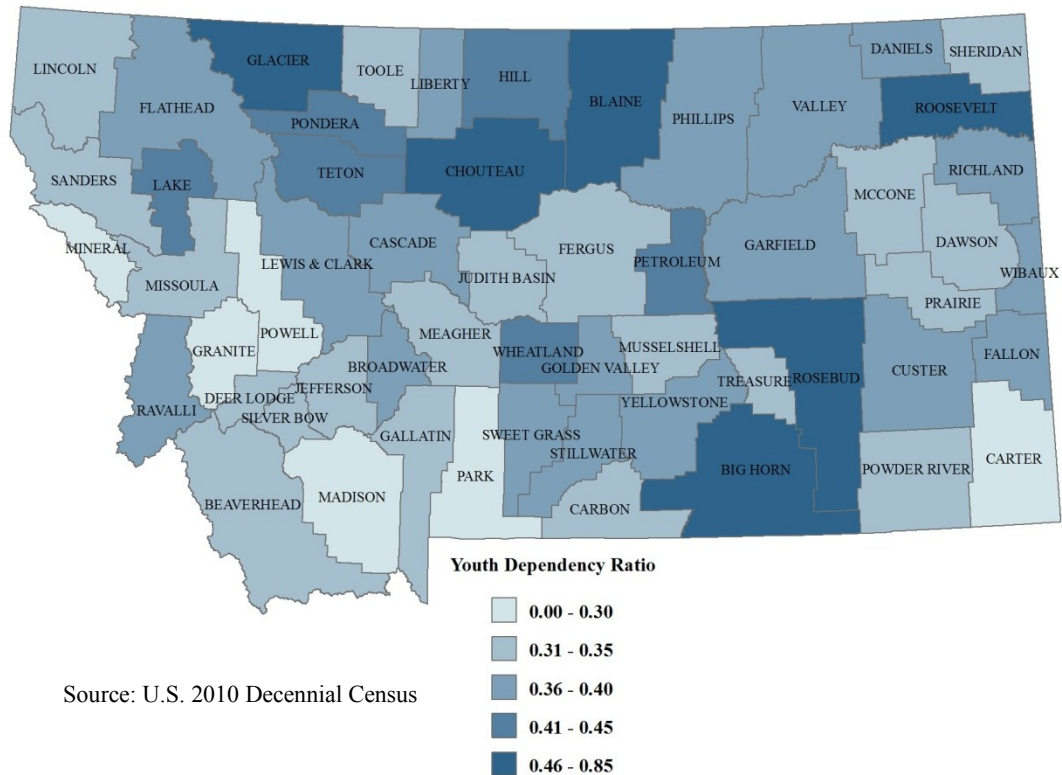 DANIELS
SHERIDAN
GLACIER
TOOLE
LINCOLN
LIBERTY
HILL
BLAINE
FLATHEAD
VALLEY
ROOSEVELT
PHILLIPS
PONDERA
RICHLAND
TETON
CHOUTEAU
SANDERS
LAKE
MCCONE
CASCADE
GARFIELD
DAWSON
MINERAL
FERGUS
LEWIS & CLARK
PETROLEUM
WIBAUX
JUDITH BASIN
MISSOULA
PRAIRIE
POWELL
MEAGHER
GRANITE
WHEATLAND
MUSSELSHELL
FALLON
BROADWATER
GOLDEN VALLEY
CUSTER
TREASURE
ROSEBUD
JEFFERSON
DEER LODGE
RAVALLI
YELLOWSTONE
SILVER BOW
GALLATIN
SWEET GRASS
STILLWATER
PARK
BIG HORN
POWDER RIVER
CARTER
MADISON
BEAVERHEAD
CARBON
Youth Dependency Ratio
0.00 - 0.30
0.31 - 0.35
0.36 - 0.40
0.41 - 0.45
0.46 - 0.85
Source: U.S. 2010 Decennial Census